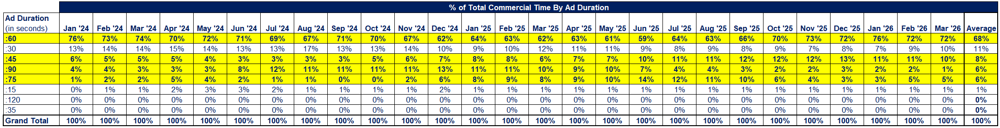 % of Total Commercial Time By Ad Duration
Ad Duration
(in seconds) Jan '24 Feb '24 Mar '24 Apr '24 May '24 Jun '24 Jul '24 Aug '24 Sep '24 Oct '24 Nov '24 Dec '24 Jan '25 Feb '25 Mar '25 Apr '25 May '25 Jun '25 Jul '25 Aug '25 Sep '25 Oct '25 Nov '25 Dec '25 Jan '26 Feb '26 Mar '26 Average
:60 76% 73% 74% 70% 72% 71% 69% 67% 71% 70% 67% 62% 64% 63% 62% 63% 61% 59% 64% 63% 66% 70% 73% 72% 76% 72% 72% 68%
:30 13% 14% 14% 15% 14% 13% 13% 17% 13% 13% 14% 10% 9% 10% 12% 11% 11% 9% 8% 9% 8% 9% 7% 8% 7% 9% 10% 11%
:45 6% 5% 5% 5% 4% 3% 3% 3% 3% 5% 6% 7% 8% 8% 6% 7% 7% 10% 11% 11% 12% 12% 12% 13% 11% 11% 10% 8%
:90 4% 4% 3% 3% 3% 8% 12% 11% 11% 11% 11% 13% 11% 11% 10% 9% 10% 7% 4% 4% 3% 2% 2% 3% 2% 2% 1% 6%
:75 1% 2% 2% 5% 4% 2% 1% 1% 0% 0% 2% 6% 8% 9% 8% 9% 10% 14% 12% 11% 10% 6% 4% 3% 3% 5% 5% 6%
:15 0% 1% 1% 2% 3% 3% 2% 1% 1% 1% 1% 2% 1% 1% 1% 1% 1% 1% 1% 1% 1% 1% 1% 1% 1% 1% 1% 1%
:120 0% 0% 0% 0% 0% 0% 0% 0% 0% 0% 0% 0% 0% 0% 0% 0% 0% 0% 0% 0% 0% 0% 0% 0% 0% 0% 0% 0%
:35 0% 0% 0% 0% 0% 0% 0% 0% 0% 0% 0% 0% 0% 0% 0% 0% 0% 0% 0% 0% 0% 0% 0% 0% 0% 0% 0% 0%
Grand Total 100% 100% 100% 100% 100% 100% 100% 100% 100% 100% 100% 100% 100% 100% 100% 100% 100% 100% 100% 100% 100% 100% 100% 100% 100% 100% 100% 100%